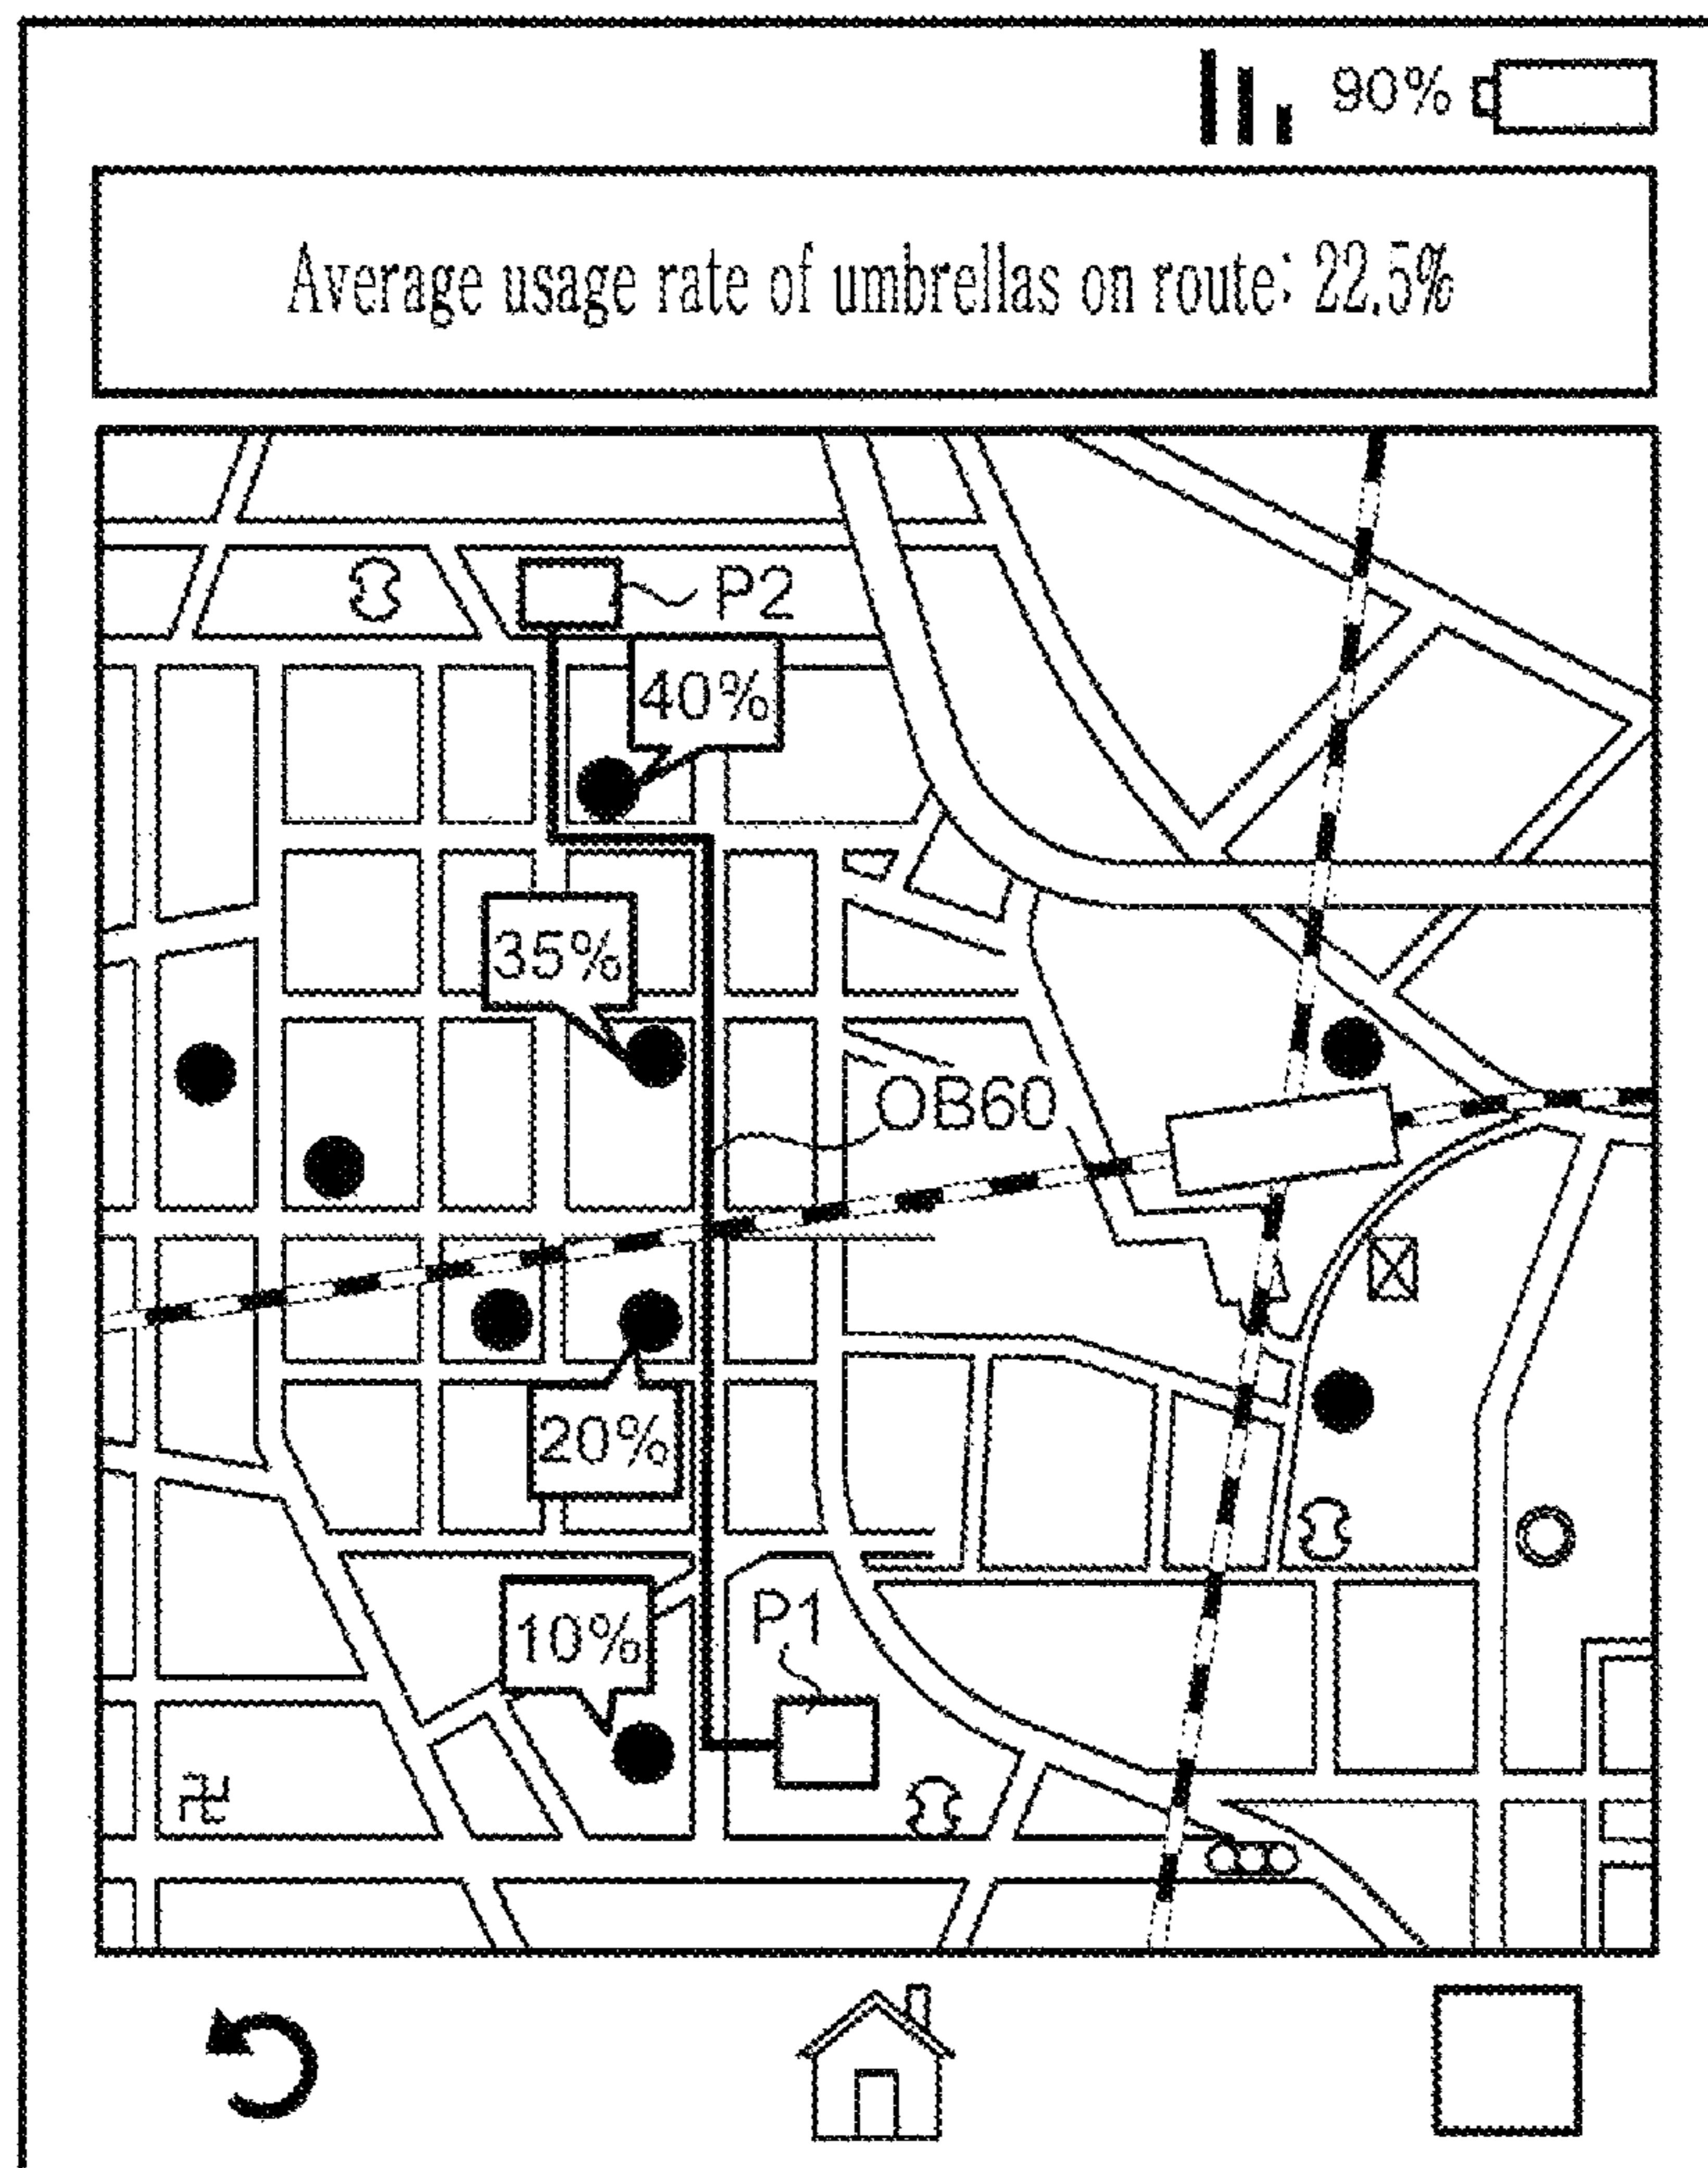 90%
Average usage rate of umbrellas on route: 22.5%
P2
40%
35%
OB60
20%
10%
P1